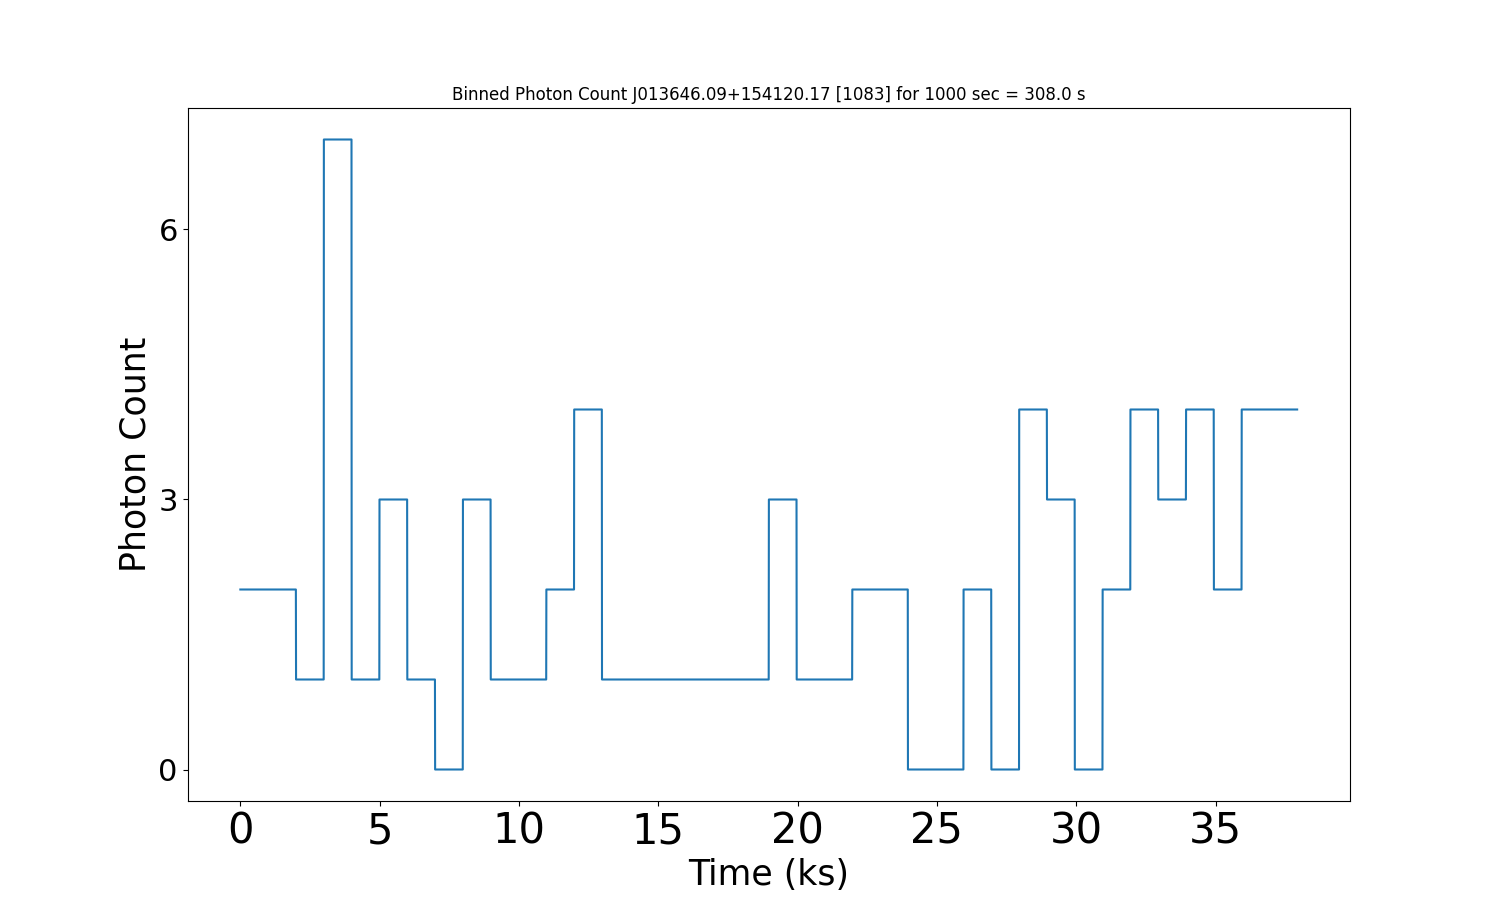 Binned Photon Count J013646.09+154120.17 [1083] for 1000 sec = 308.0 s
6
3
0
Photon Count
0 5 10 15 20 25 30 35
Time (ks)